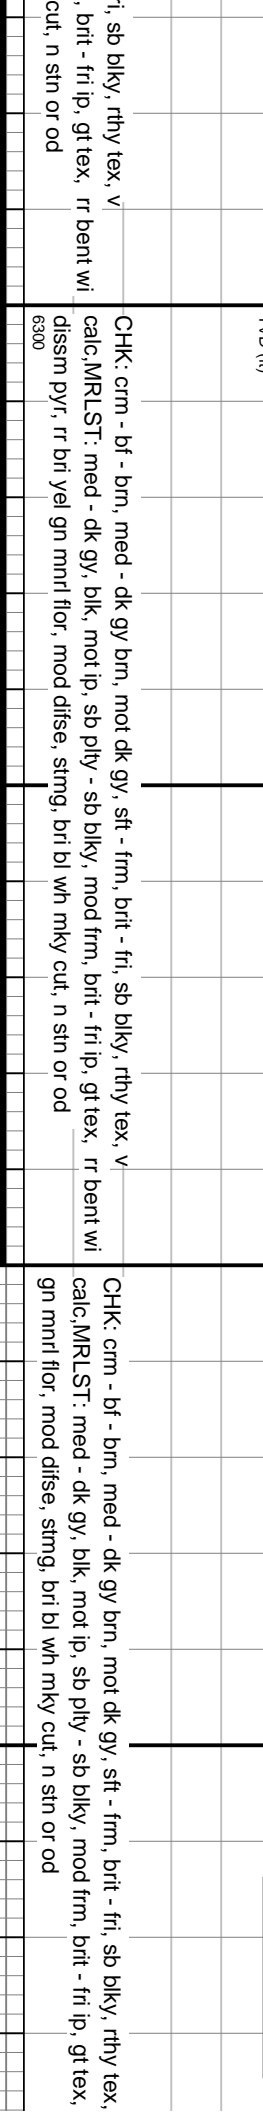 ri, sb blky, rthy tex, v
, brit - fri ip, gt tex,  rr bent wi
cut, n stn or od
CHK: crm - bf - brn, med - dk gy brn, mot dk gy, sft - frm, brit - fri, sb blky, rthy tex, v
calc,MRLST: med - dk gy, blk, mot ip, sb plty - sb blky, mod frm, brit - fri ip, gt tex,  rr bent wi
dissm pyr, rr bri yel gn mnrl flor, mod difse, stmg, bri bl wh mky cut, n stn or od
6300
CHK: crm - bf - brn, med - dk gy brn, mot dk gy, sft - frm, brit - fri, sb blky, rthy tex,
calc,MRLST: med - dk gy, blk, mot ip, sb plty - sb blky, mod frm, brit - fri ip, gt tex,
gn mnrl flor, mod difse, stmg, bri bl wh mky cut, n stn or od